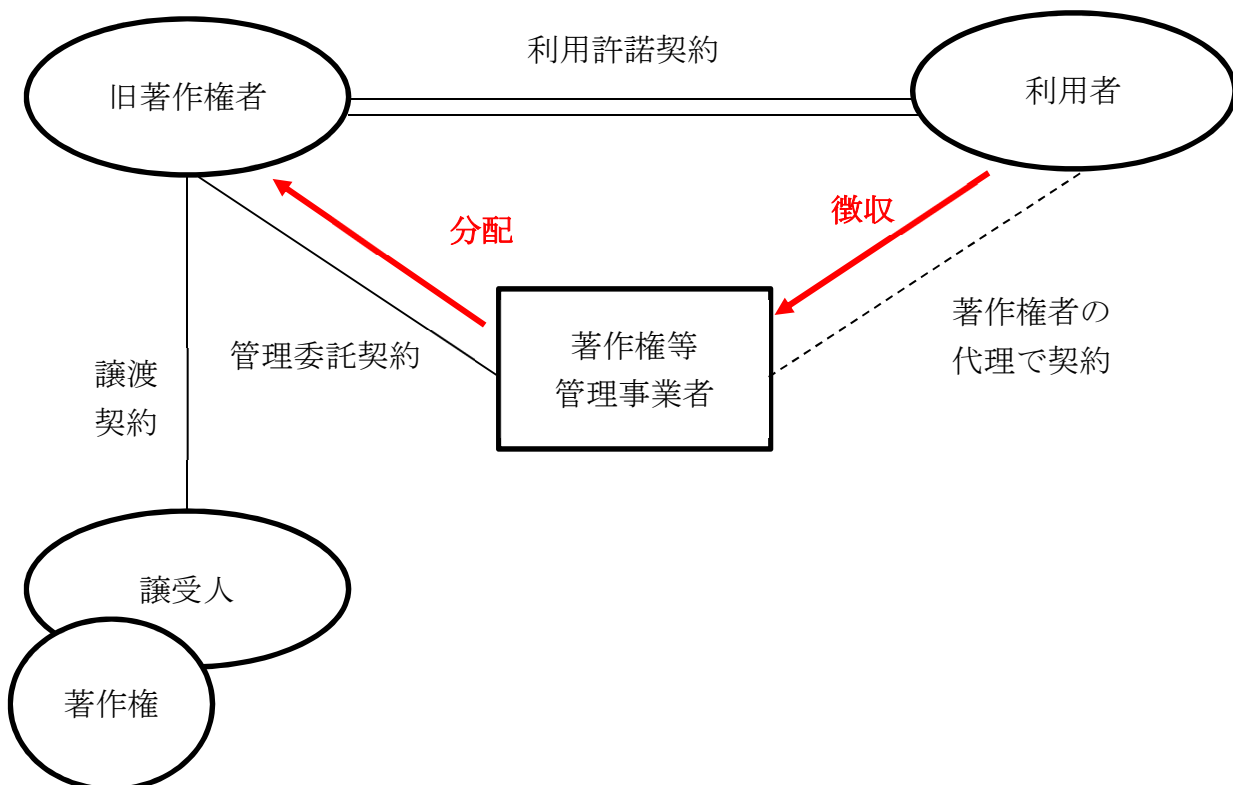 利用許諾契約
旧著作権者
利用者
分配
徴収
管理委託契約
著作権等
管理事業者
著作権者の
代理で契約
譲渡
契約
譲受人
著作権